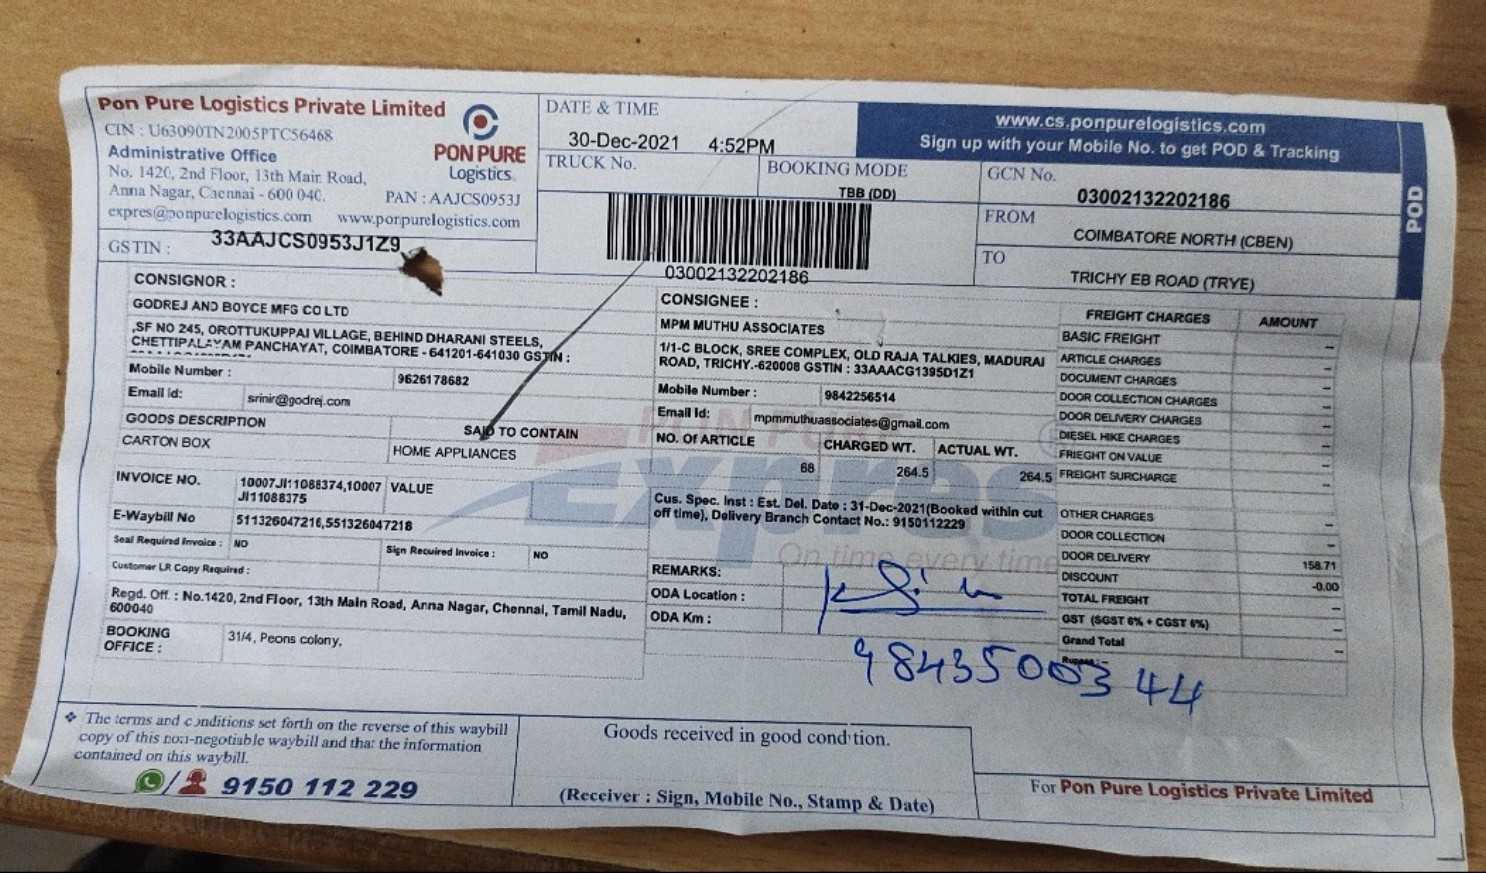 Pon Pure Logistics Private Limited
CIN : U63090TN2005PTC56468
Administrative Office
No. 1420, 2nd Floor, 13th Main Road,
Anna Nagar, Chennai - 600 040.
PAN : AAJCS0953J
expres@ponpurelogistics.com www.ponpurelogistics.com
PON PURE
Logistics
GSTIN : 33AAJCS0953J1Z9
DATE & TIME
30-Dec-2021 4:52PM
TRUCK No.
BOOKING MODE
TBB (DD)
03002132202186
www.cs.ponpurelogistics.com
Sign up with your Mobile No. to get POD & Tracking
GCN No.
03002132202186
FROM
COIMBATORE NORTH (CBEN)
TO
TRICHY EB ROAD (TRYE)
POD
CONSIGNOR :
GODREJ AND BOYCE MFG CO LTD
,SF NO 245, OROTTUKUPPAI VILLAGE, BEHIND DHARANI STEELS,
CHETTIPALAYAM PANCHAYAT, COIMBATORE - 641201-641030 GSTIN :
Mobile Number : 9626178682
Email Id: srinir@godrej.com
GOODS DESCRIPTION
SAID TO CONTAIN
CARTON BOX
HOME APPLIANCES
INVOICE NO. 10007JI11088374,10007
JI11088375
VALUE
E-Waybill No 511326047216,551326047218
Seal Required Invoice : NO
Sign Required Invoice : NO
Customer LR Copy Required :
Regd. Off. : No.1420, 2nd Floor, 13th Main Road, Anna Nagar, Chennai, Tamil Nadu,
600040
BOOKING
OFFICE :
31/4, Peons colony,
CONSIGNEE :
MPM MUTHU ASSOCIATES
1/1-C BLOCK, SREE COMPLEX, OLD RAJA TALKIES, MADURAI
ROAD, TRICHY.-620008 GSTIN : 33AAACG1395D1Z1
Mobile Number : 9842256514
Email Id: mpmmuthuassociates@gmail.com
NO. OF ARTICLE CHARGED WT. ACTUAL WT.
68 264.5 264.5
Cus. Spec. Inst : Est. Del. Date : 31-Dec-2021(Booked within cut
off time), Delivery Branch Contact No.: 9150112229
PON PURE
Expres
On time every time
REMARKS:
ODA Location :
ODA Km :
9843500344
FREIGHT CHARGES AMOUNT
BASIC FREIGHT –
ARTICLE CHARGES –
DOCUMENT CHARGES –
DOOR COLLECTION CHARGES –
DOOR DELIVERY CHARGES –
DIESEL HIKE CHARGES –
FRIEGHT ON VALUE –
FREIGHT SURCHARGE –
OTHER CHARGES –
DOOR COLLECTION –
DOOR DELIVERY 158.71
DISCOUNT -0.00
TOTAL FREIGHT –
GST (SGST 6% + CGST 6%) –
Grand Total –
❖ The terms and conditions set forth on the reverse of this waybill
copy of this non-negotiable waybill and that the information
contained on this waybill.
9150 112 229
Goods received in good condition.
(Receiver : Sign, Mobile No., Stamp & Date)
For Pon Pure Logistics Private Limited